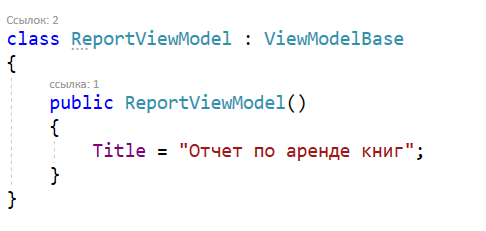 Ссылок: 2
class ReportViewModel : ViewModelBase
{
ссылка: 1
public ReportViewModel()
{
Title = "Отчет по аренде книг";
}
}